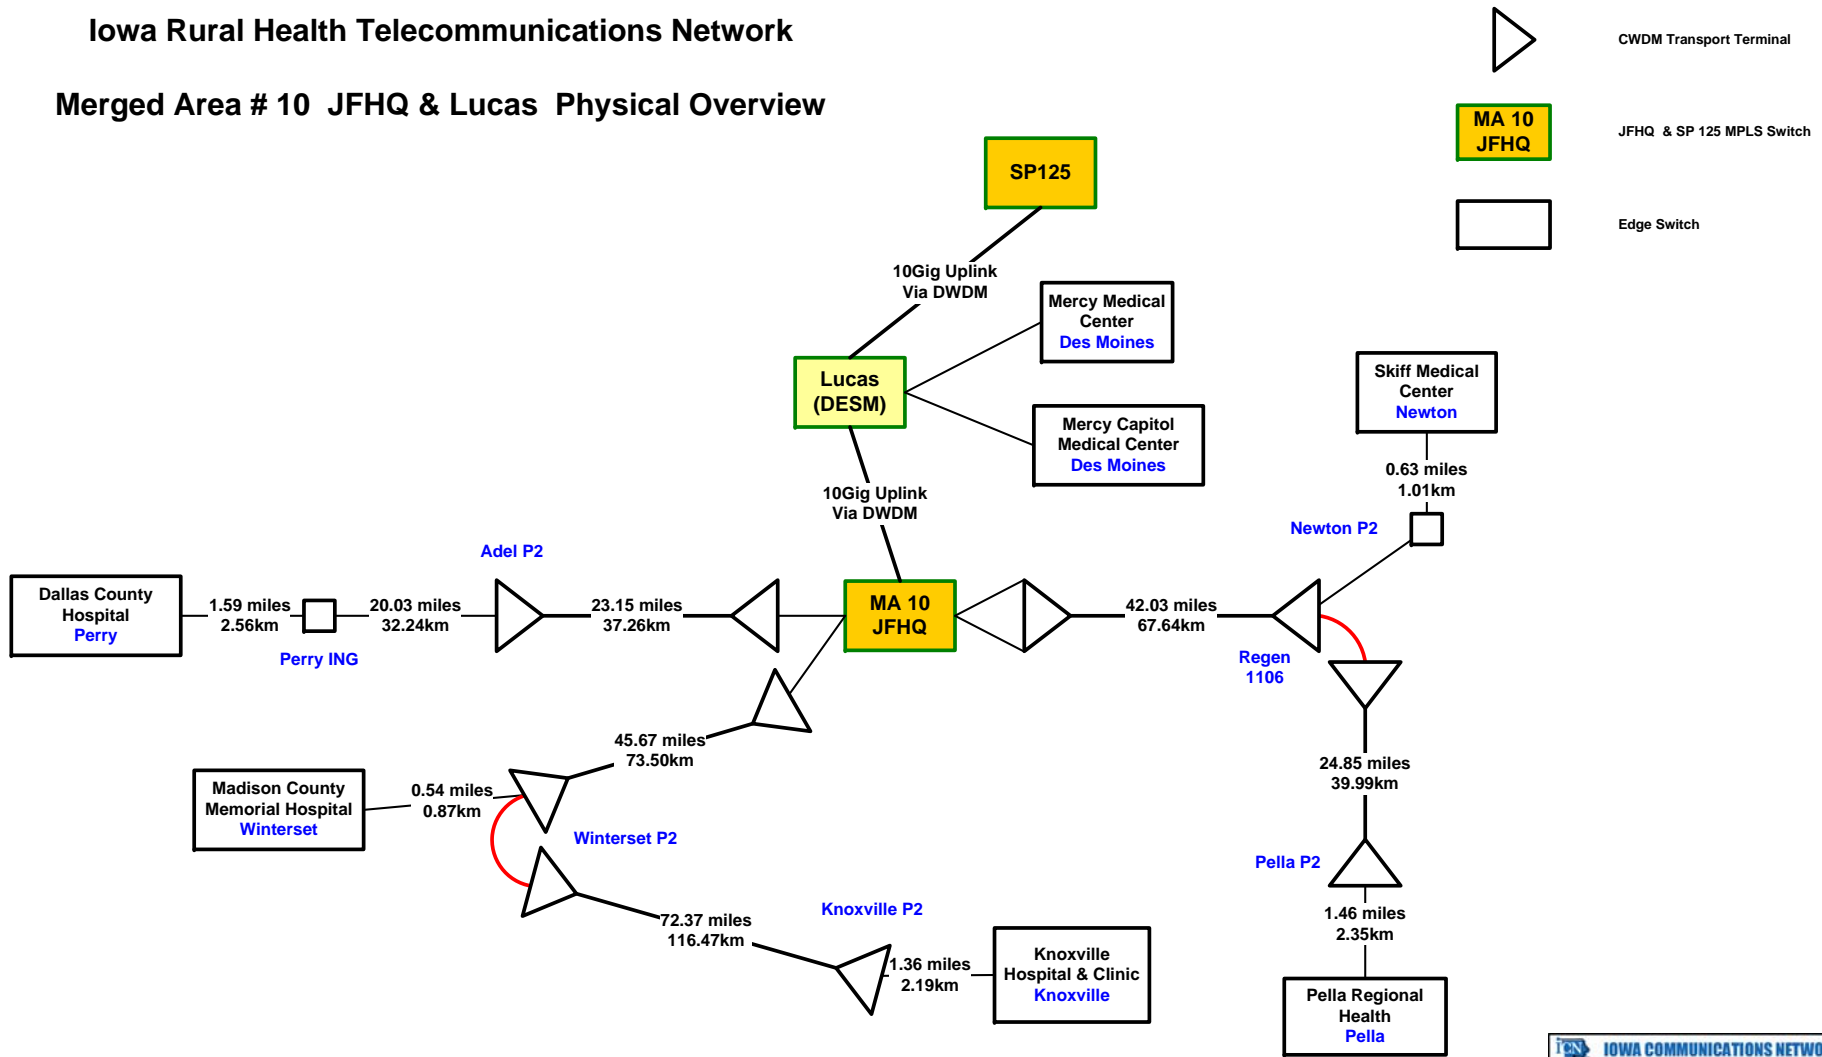 Iowa Rural Health Telecommunications Network
Merged Area # 10 JFHQ & Lucas Physical Overview
CWDM Transport Terminal
MA 10
JFHQ
JFHQ & SP 125 MPLS Switch
Edge Switch
SP125
10Gig Uplink
Via DWDM
Mercy Medical
Center
Des Moines
Lucas
(DESM)
Mercy Capitol
Medical Center
Des Moines
10Gig Uplink
Via DWDM
Skiff Medical
Center
Newton
0.63 miles
1.01km
Newton P2
Adel P2
Dallas County
Hospital
Perry
1.59 miles
2.56km
Perry ING
20.03 miles
32.24km
23.15 miles
37.26km
MA 10
JFHQ
42.03 miles
67.64km
Regen
1106
24.85 miles
39.99km
Pella P2
1.46 miles
2.35km
Pella Regional
Health
Pella
45.67 miles
73.50km
Madison County
Memorial Hospital
Winterset
0.54 miles
0.87km
Winterset P2
72.37 miles
116.47km
Knoxville P2
1.36 miles
2.19km
Knoxville
Hospital & Clinic
Knoxville
ICN
IOWA COMMUNICATIONS NETWO